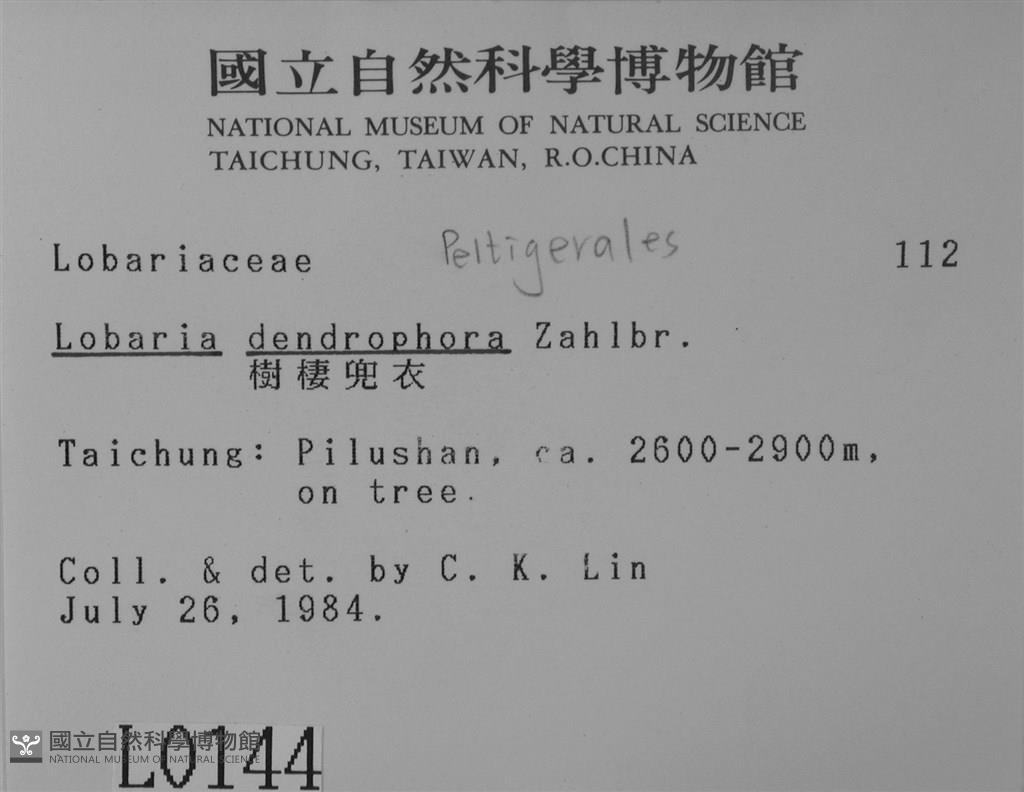 國立自然科學博物館
NATIONAL MUSEUM OF NATURAL SCIENCE
TAICHUNG, TAIWAN, R.O.CHINA
Lobariaceae Peltigerales 112
Lobaria dendrophora Zahlbr.
樹棲兜衣
Taichung: Pilushan, ca. 2600-2900m,
on tree.
Coll. & det. by C. K. Lin
July 26, 1984.
L0144
國立自然科學博物館
NATIONAL MUSEUM OF NATURAL SCIENCE